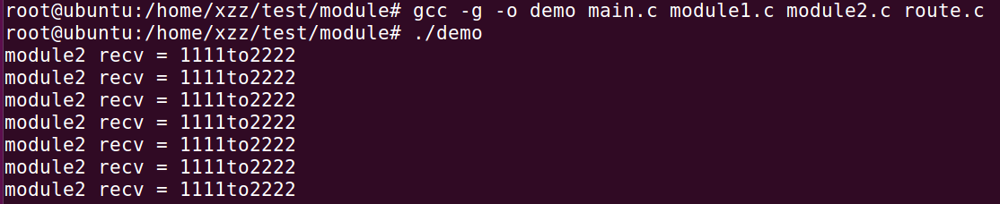 root@ubuntu:/home/xzz/test/module# gcc -g -o demo main.c module1.c module2.c route.c
root@ubuntu:/home/xzz/test/module# ./demo
module2 recv = 1111to2222
module2 recv = 1111to2222
module2 recv = 1111to2222
module2 recv = 1111to2222
module2 recv = 1111to2222
module2 recv = 1111to2222
module2 recv = 1111to2222